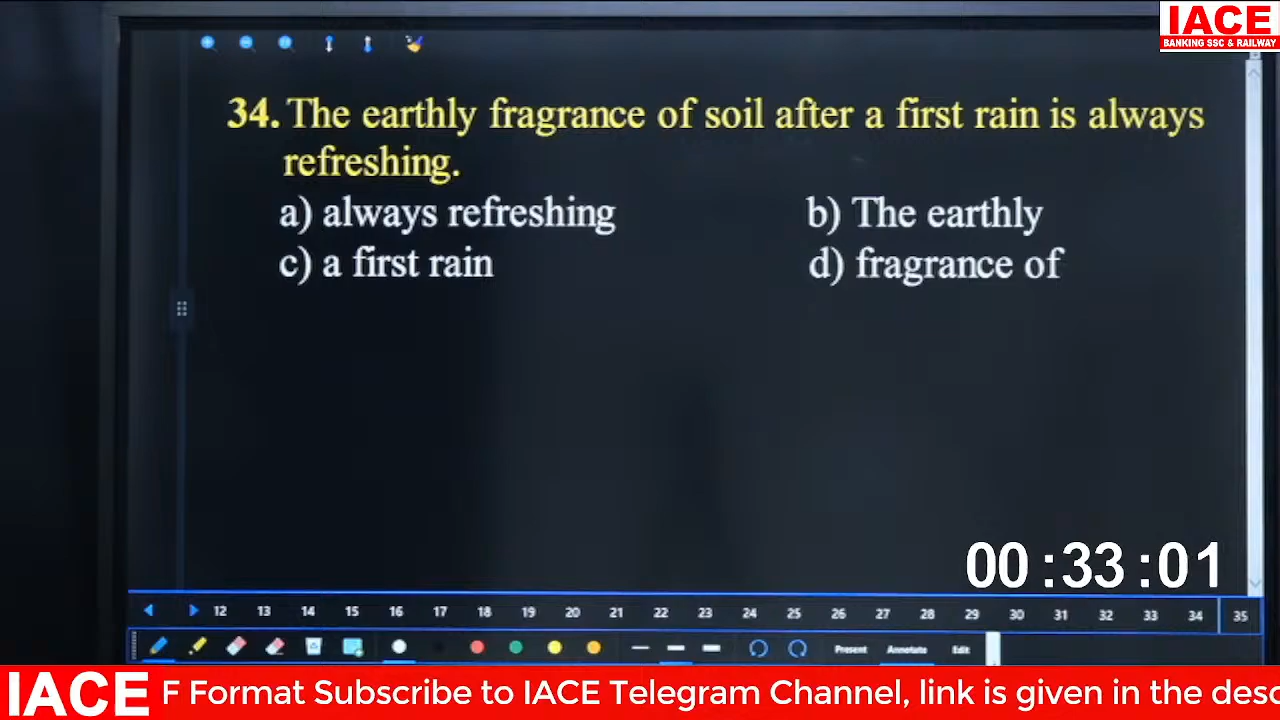 IACE
BANKING SSC & RAILWAY
34. The earthly fragrance of soil after a first rain is always
refreshing.
a) always refreshing b) The earthly
c) a first rain d) fragrance of
00:33:01
12 13 14 15 16 17 18 19 20 21 22 23 24 25 26 27 28 29 30 31 32 33 34 35
Present Annotate Edit
IACE F Format Subscribe to IACE Telegram Channel, link is given in the desc